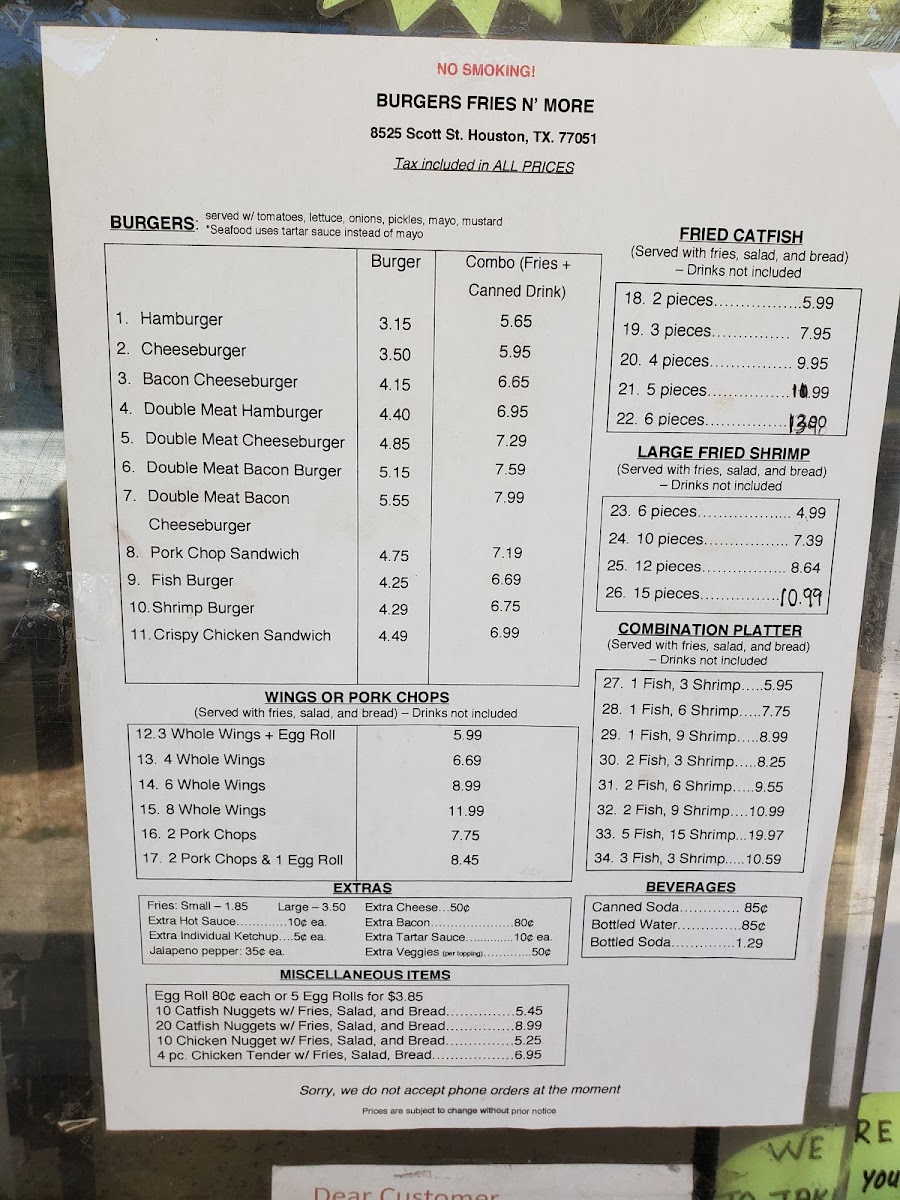 NO SMOKING!
BURGERS FRIES N' MORE
8525 Scott St. Houston, TX. 77051
Tax included in ALL PRICES
BURGERS: served w/ tomatoes, lettuce, onions, pickles, mayo, mustard
*Seafood uses tartar sauce instead of mayo
Burger Combo (Fries +
Canned Drink)
1. Hamburger 3.15 5.65
2. Cheeseburger 3.50 5.95
3. Bacon Cheeseburger 4.15 6.65
4. Double Meat Hamburger 4.40 6.95
5. Double Meat Cheeseburger 4.85 7.29
6. Double Meat Bacon Burger 5.15 7.59
7. Double Meat Bacon 5.55 7.99
Cheeseburger
8. Pork Chop Sandwich 4.75 7.19
9. Fish Burger 4.25 6.69
10. Shrimp Burger 4.29 6.75
11. Crispy Chicken Sandwich 4.49 6.99
WINGS OR PORK CHOPS
(Served with fries, salad, and bread) – Drinks not included
12. 3 Whole Wings + Egg Roll 5.99
13. 4 Whole Wings 6.69
14. 6 Whole Wings 8.99
15. 8 Whole Wings 11.99
16. 2 Pork Chops 7.75
17. 2 Pork Chops & 1 Egg Roll 8.45
EXTRAS
Fries: Small – 1.85 Large – 3.50 Extra Cheese...50¢
Extra Hot Sauce............10¢ ea. Extra Bacon....................80¢
Extra Individual Ketchup....5¢ ea. Extra Tartar Sauce.............10¢ ea.
Jalapeno pepper: 35¢ ea. Extra Veggies (per topping).............50¢
MISCELLANEOUS ITEMS
Egg Roll 80¢ each or 5 Egg Rolls for $3.85
10 Catfish Nuggets w/ Fries, Salad, and Bread...............5.45
20 Catfish Nuggets w/ Fries, Salad, and Bread...............8.99
10 Chicken Nugget w/ Fries, Salad, and Bread...............5.25
4 pc. Chicken Tender w/ Fries, Salad, Bread..................6.95
FRIED CATFISH
(Served with fries, salad, and bread)
– Drinks not included
18. 2 pieces.................5.99
19. 3 pieces............... 7.95
20. 4 pieces................ 9.95
21. 5 pieces................
22. 6 pieces................
LARGE FRIED SHRIMP
(Served with fries, salad, and bread)
– Drinks not included
23. 6 pieces.................. 4.99
24. 10 pieces................ 7.39
25. 12 pieces................ 8.64
26. 15 pieces................10.99
COMBINATION PLATTER
(Served with fries, salad, and bread)
– Drinks not included
27. 1 Fish, 3 Shrimp.....5.95
28. 1 Fish, 6 Shrimp.....7.75
29. 1 Fish, 9 Shrimp.....8.99
30. 2 Fish, 3 Shrimp.....8.25
31. 2 Fish, 6 Shrimp.....9.55
32. 2 Fish, 9 Shrimp....10.99
33. 5 Fish, 15 Shrimp...19.97
34. 3 Fish, 3 Shrimp.....10.59
BEVERAGES
Canned Soda............ 85¢
Bottled Water.............85¢
Bottled Soda.............1.29
Sorry, we do not accept phone orders at the moment
Prices are subject to change without prior notice
Dear Customer
WE
RE
YOU